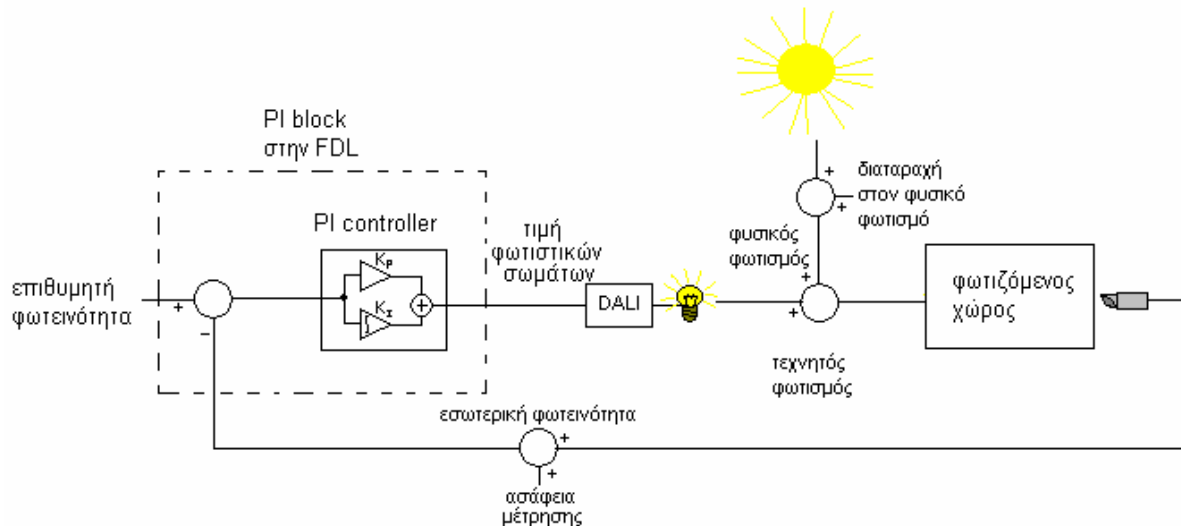 PI block
στην FDL
PI controller
K_P
K_I
∫
επιθυμητή
φωτεινότητα
+
−
+
τιμή
φωτιστικών
σωμάτων
DALI
διαταραχή
στον φυσικό
φωτισμό
+
+
φυσικός
φωτισμός
+
+
τεχνητός
φωτισμός
φωτιζόμενος
χώρος
εσωτερική φωτεινότητα
+
+
ασάφεια
μέτρησης